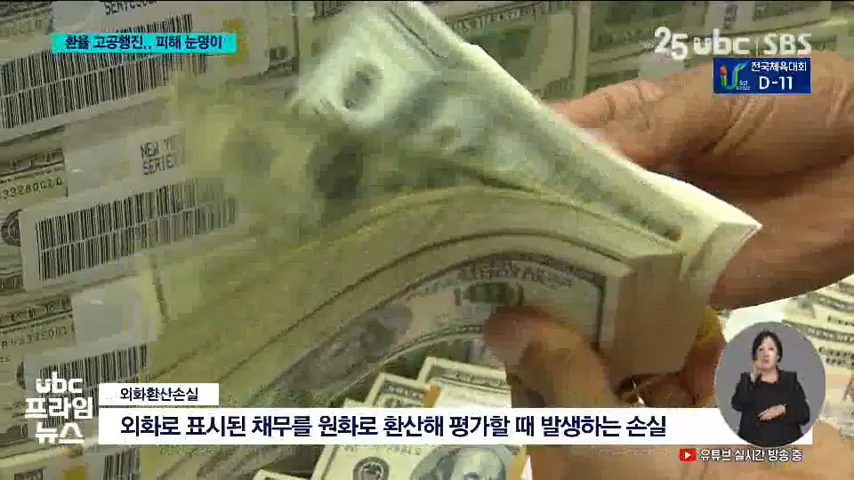 환율 고공행진.. 피해 눈덩이
25 ubc SBS
전국체육대회
D-11
NEW YO
SERIE
ubc
프라임
뉴스
외화환산손실
외화로 표시된 채무를 원화로 환산해 평가할 때 발생하는 손실
유튜브 실시간 방송 중